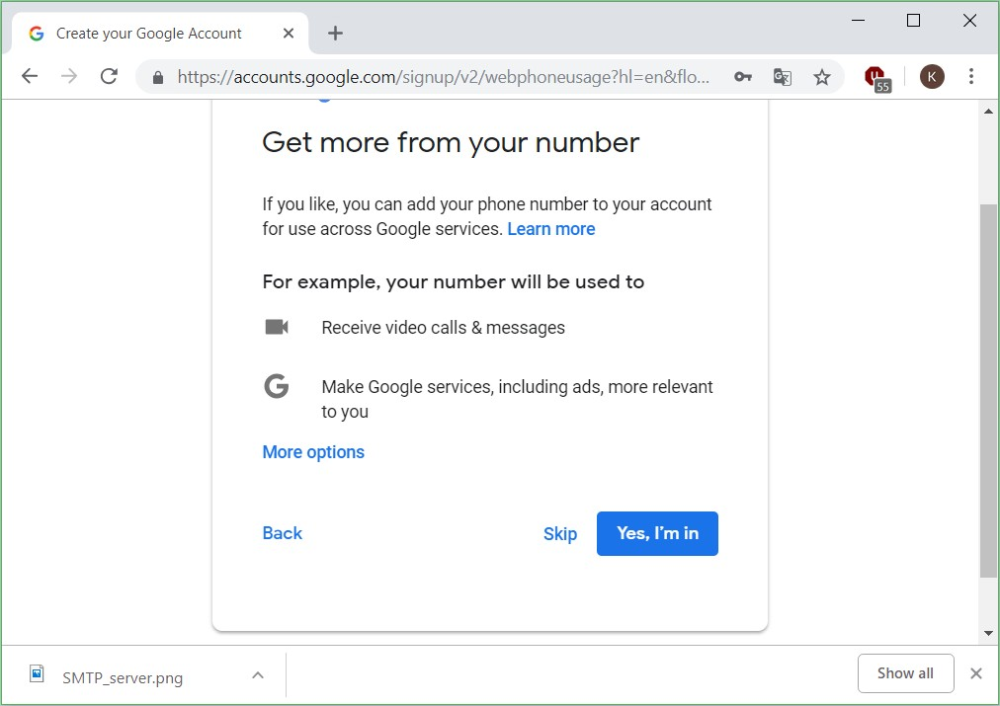 Create your Google Account
https://accounts.google.com/signup/v2/webphoneusage?hl=en&flo...
55
K
Get more from your number
If you like, you can add your phone number to your account
for use across Google services. Learn more
For example, your number will be used to
Receive video calls & messages
Make Google services, including ads, more relevant
to you
More options
Back
Skip
Yes, I'm in
SMTP_server.png
Show all